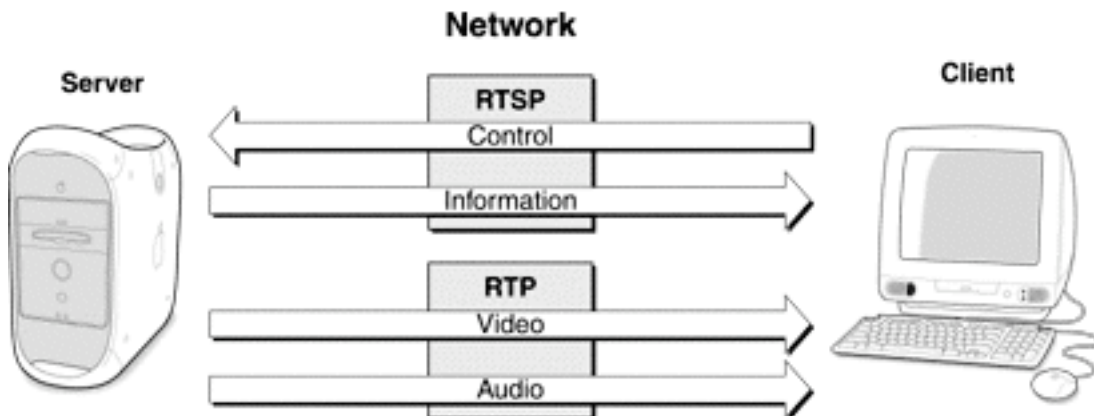 Network
Server
Client
RTSP
Control
Information
RTP
Video
Audio